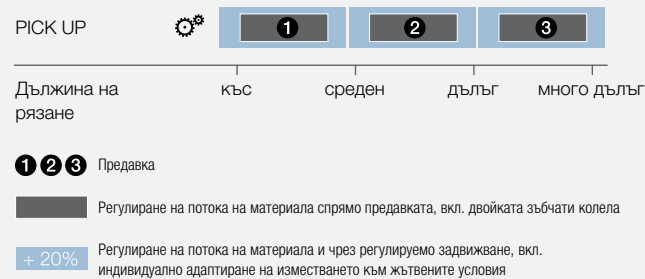 PICK UP 1 2 3
Дължина на
рязане
къс среден дълъг много дълъг
1 2 3 Предавка
Регулиране на потока на материала спрямо предавката, вкл. двойката зъбчати колела
+ 20% Регулиране на потока на материала и чрез регулируемо задвижване, вкл.
индивидуално адаптиране на изместването към жътвените условия